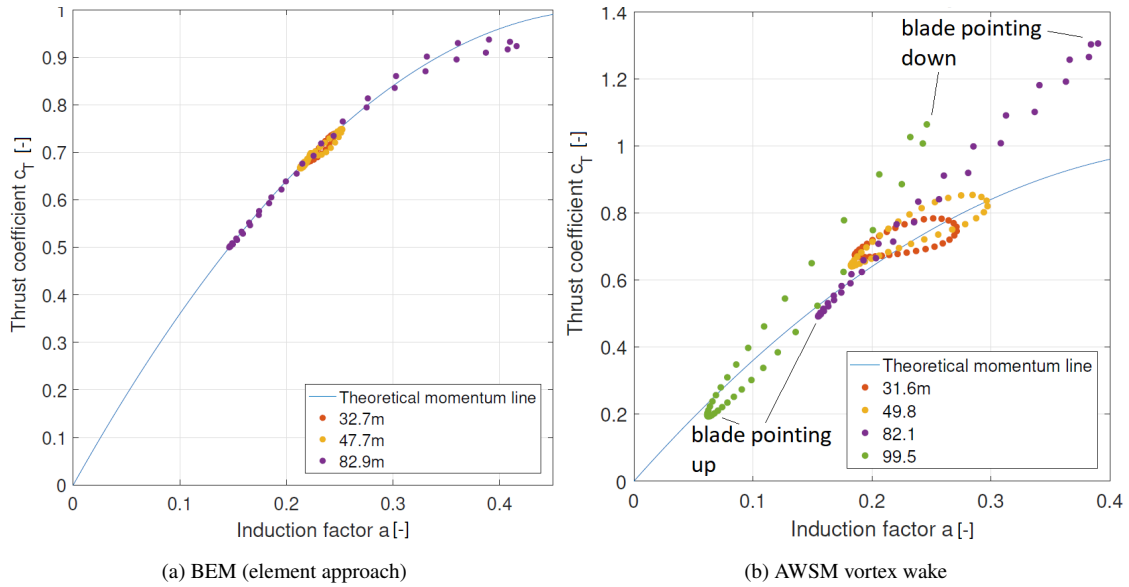 1
0.9
0.8
0.7
0.6
0.5
0.4
0.3
0.2
0.1
0
Thrust coefficient cT [-]
Theoretical momentum line
32.7m
47.7m
82.9m
0 0.1 0.2 0.3 0.4
Induction factor a [-]
(a) BEM (element approach)
1.4
1.2
1
0.8
0.6
0.4
0.2
0
Thrust coefficient cT [-]
blade pointing
down
blade pointing
up
Theoretical momentum line
31.6m
49.8
82.1
99.5
0 0.1 0.2 0.3 0.4
Induction factor a [-]
(b) AWSM vortex wake